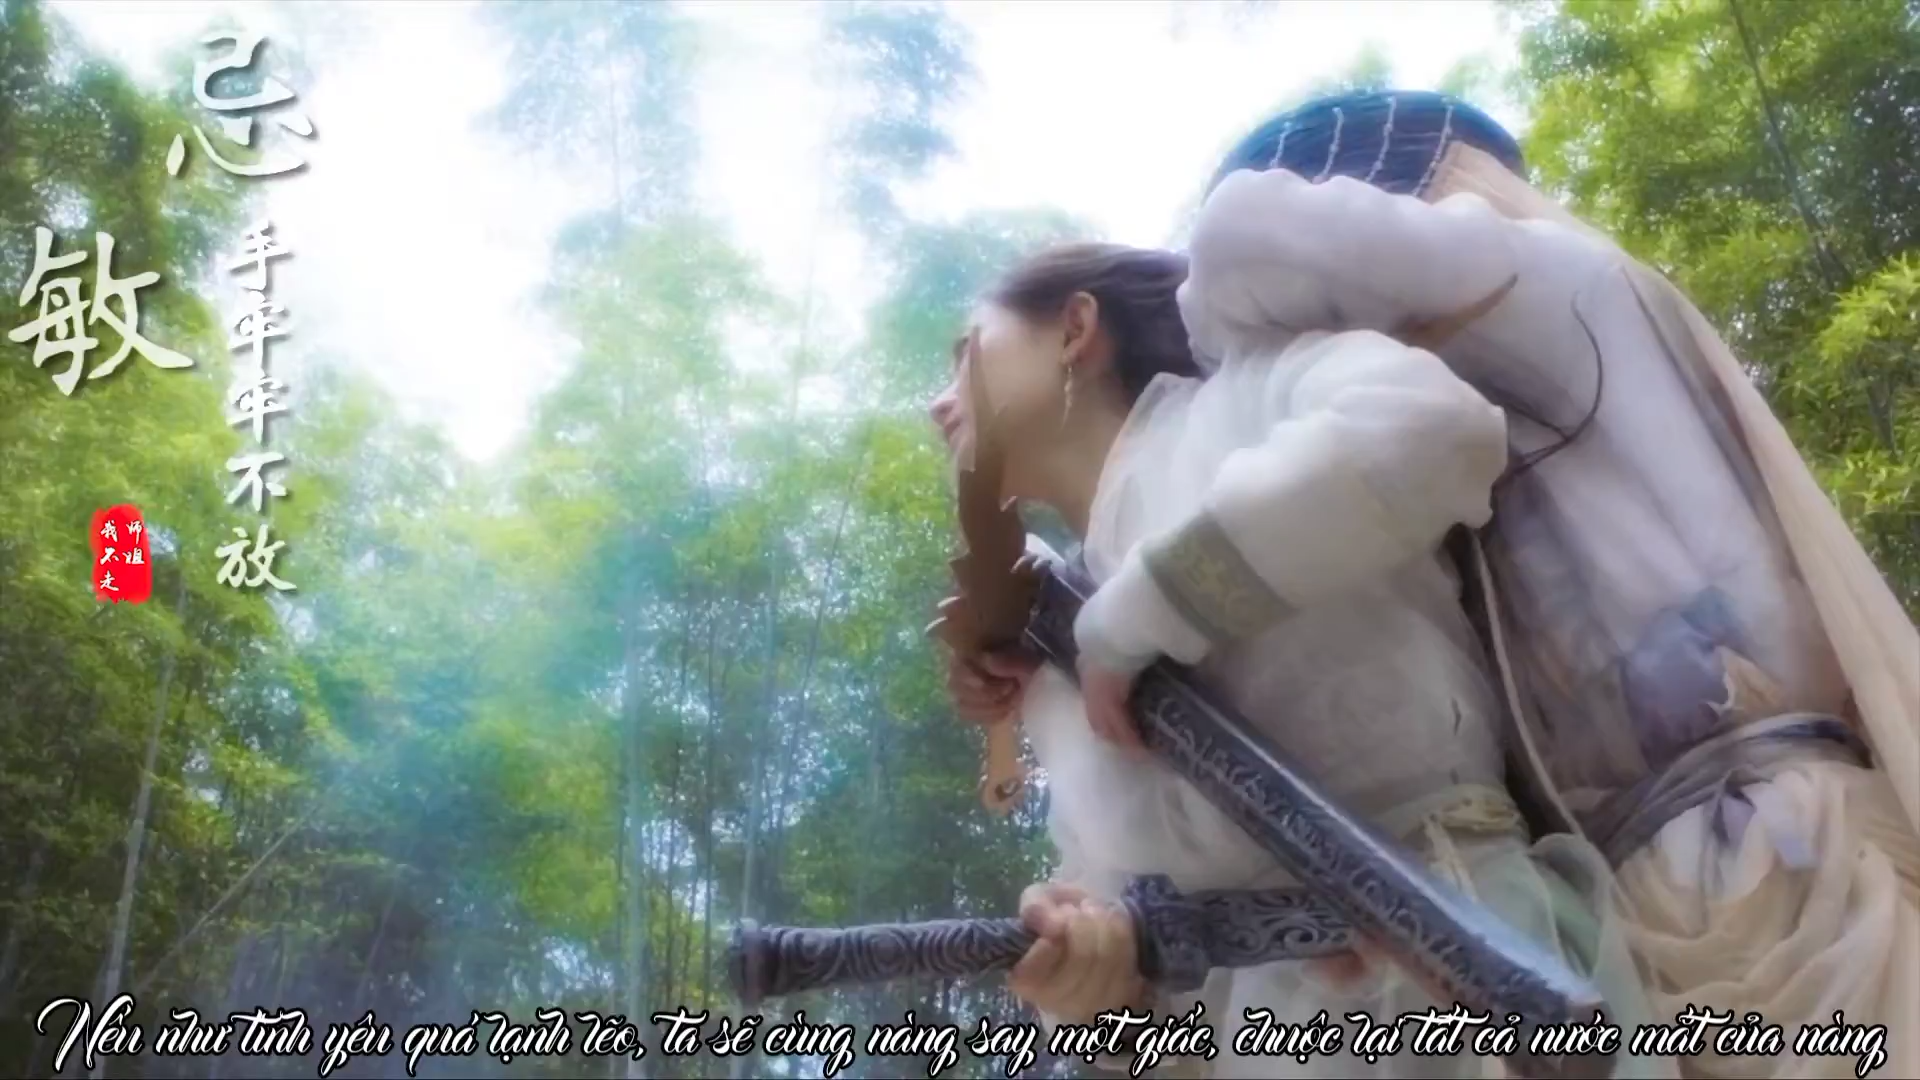 忌
敏
手牢牢不放
师姐
我不走
Nếu như tình yêu quá lạnh lẽo, ta sẽ cùng nàng say một giấc, chuộc lại tất cả nước mắt của nàng